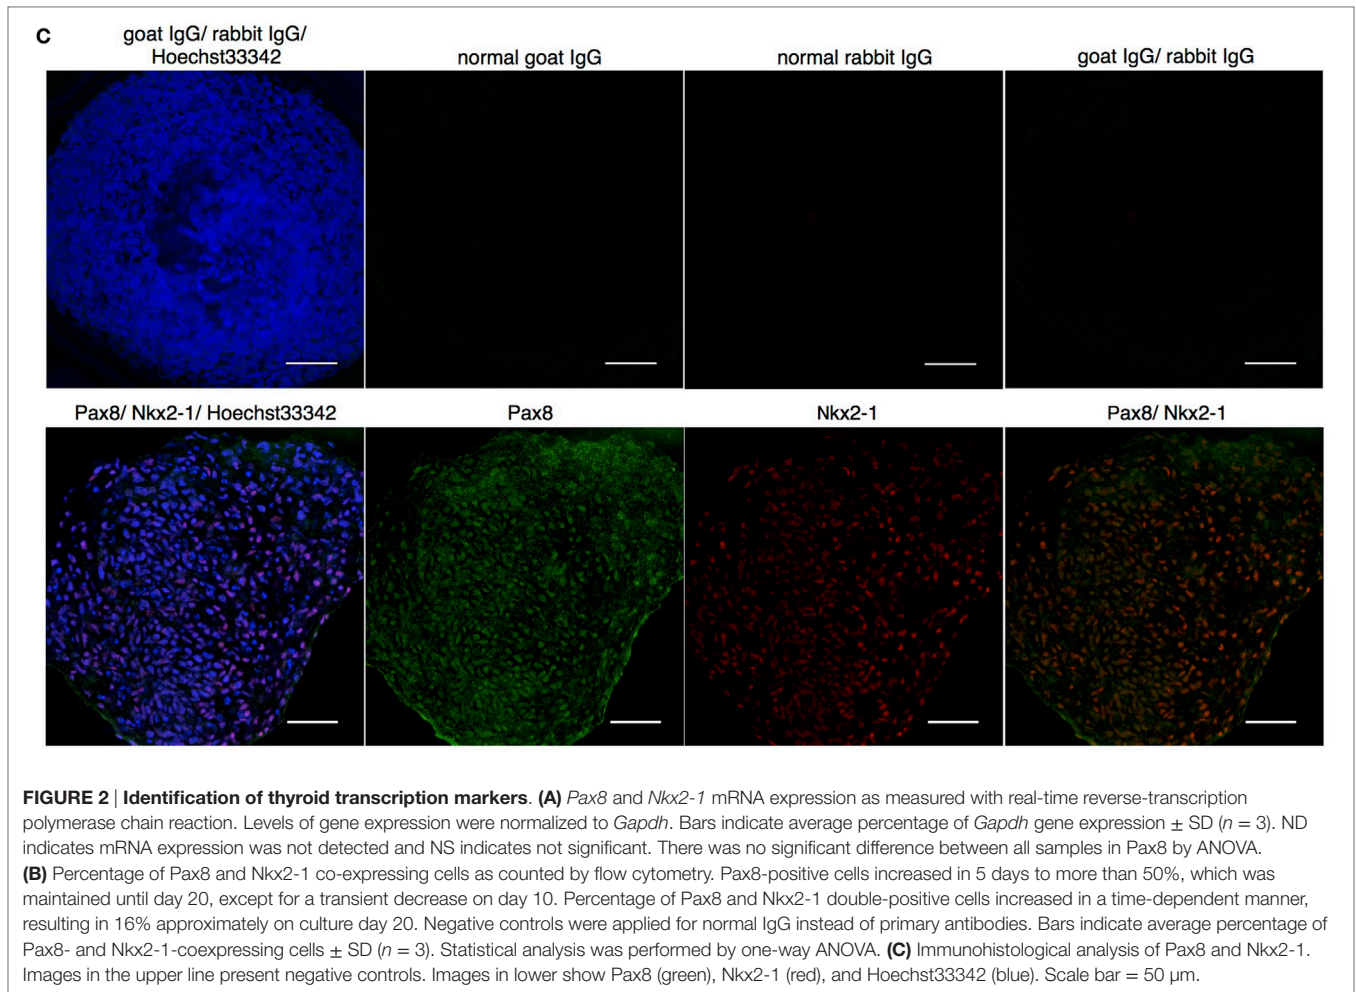 C
goat IgG/ rabbit IgG/
Hoechst33342
normal goat IgG
normal rabbit IgG
goat IgG/ rabbit IgG
Pax8/ Nkx2-1/ Hoechst33342
Pax8
Nkx2-1
Pax8/ Nkx2-1
FIGURE 2 | Identification of thyroid transcription markers. (A) Pax8 and Nkx2-1 mRNA expression as measured with real-time reverse-transcription
polymerase chain reaction. Levels of gene expression were normalized to Gapdh. Bars indicate average percentage of Gapdh gene expression ± SD (n = 3). ND
indicates mRNA expression was not detected and NS indicates not significant. There was no significant difference between all samples in Pax8 by ANOVA.
(B) Percentage of Pax8 and Nkx2-1 co-expressing cells as counted by flow cytometry. Pax8-positive cells increased in 5 days to more than 50%, which was
maintained until day 20, except for a transient decrease on day 10. Percentage of Pax8 and Nkx2-1 double-positive cells increased in a time-dependent manner,
resulting in 16% approximately on culture day 20. Negative controls were applied for normal IgG instead of primary antibodies. Bars indicate average percentage of
Pax8- and Nkx2-1-coexpressing cells ± SD (n = 3). Statistical analysis was performed by one-way ANOVA. (C) Immunohistological analysis of Pax8 and Nkx2-1.
Images in the upper line present negative controls. Images in lower show Pax8 (green), Nkx2-1 (red), and Hoechst33342 (blue). Scale bar = 50 μm.